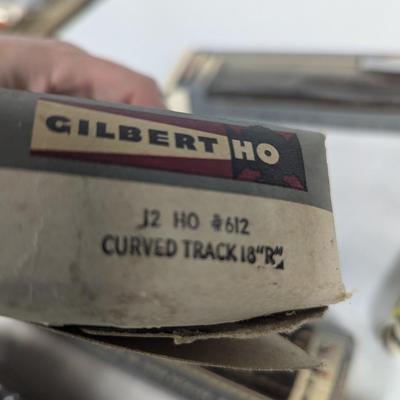 GILBERT HO
12 HO #612
CURVED TRACK 18"R"